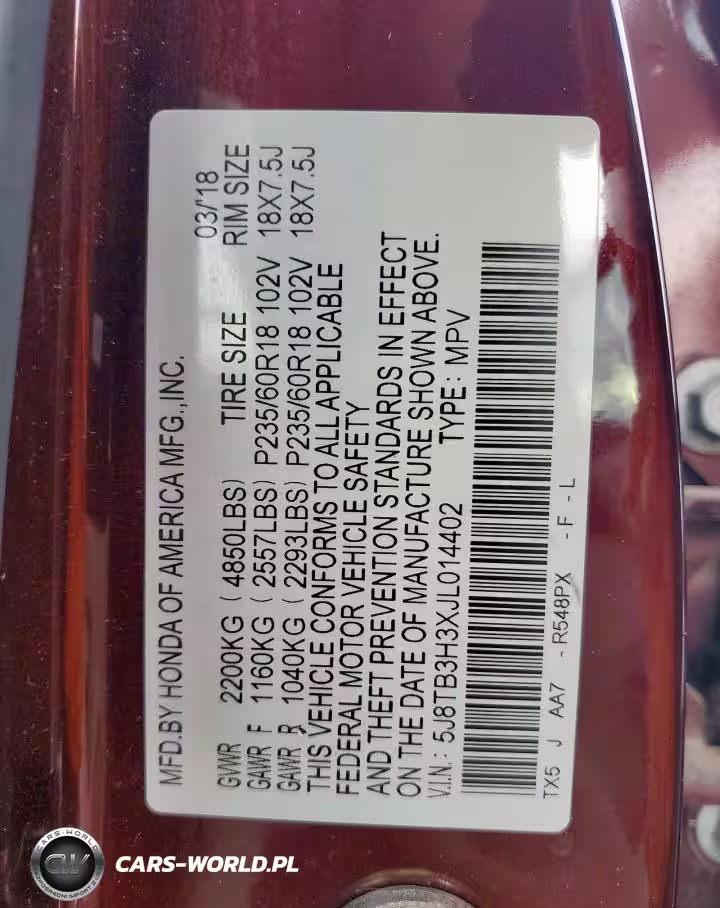 MFD.BY HONDA OF AMERICA MFG.,INC.
03/'18
GVWR 2200KG ( 4850LBS) TIRE SIZE RIM SIZE
GAWR F 1160KG ( 2557LBS) P235/60R18 102V 18X7.5J
GAWR R 1040KG ( 2293LBS) P235/60R18 102V 18X7.5J
THIS VEHICLE CONFORMS TO ALL APPLICABLE
FEDERAL MOTOR VEHICLE SAFETY
AND THEFT PREVENTION STANDARDS IN EFFECT
ON THE DATE OF MANUFACTURE SHOWN ABOVE.
V.I.N.: 5J8TB3H3XJL014402 TYPE: MPV
TX5 J AA7 - R548PX - F - L
CARS-WORLD
CW
CARS-WORLD.PL